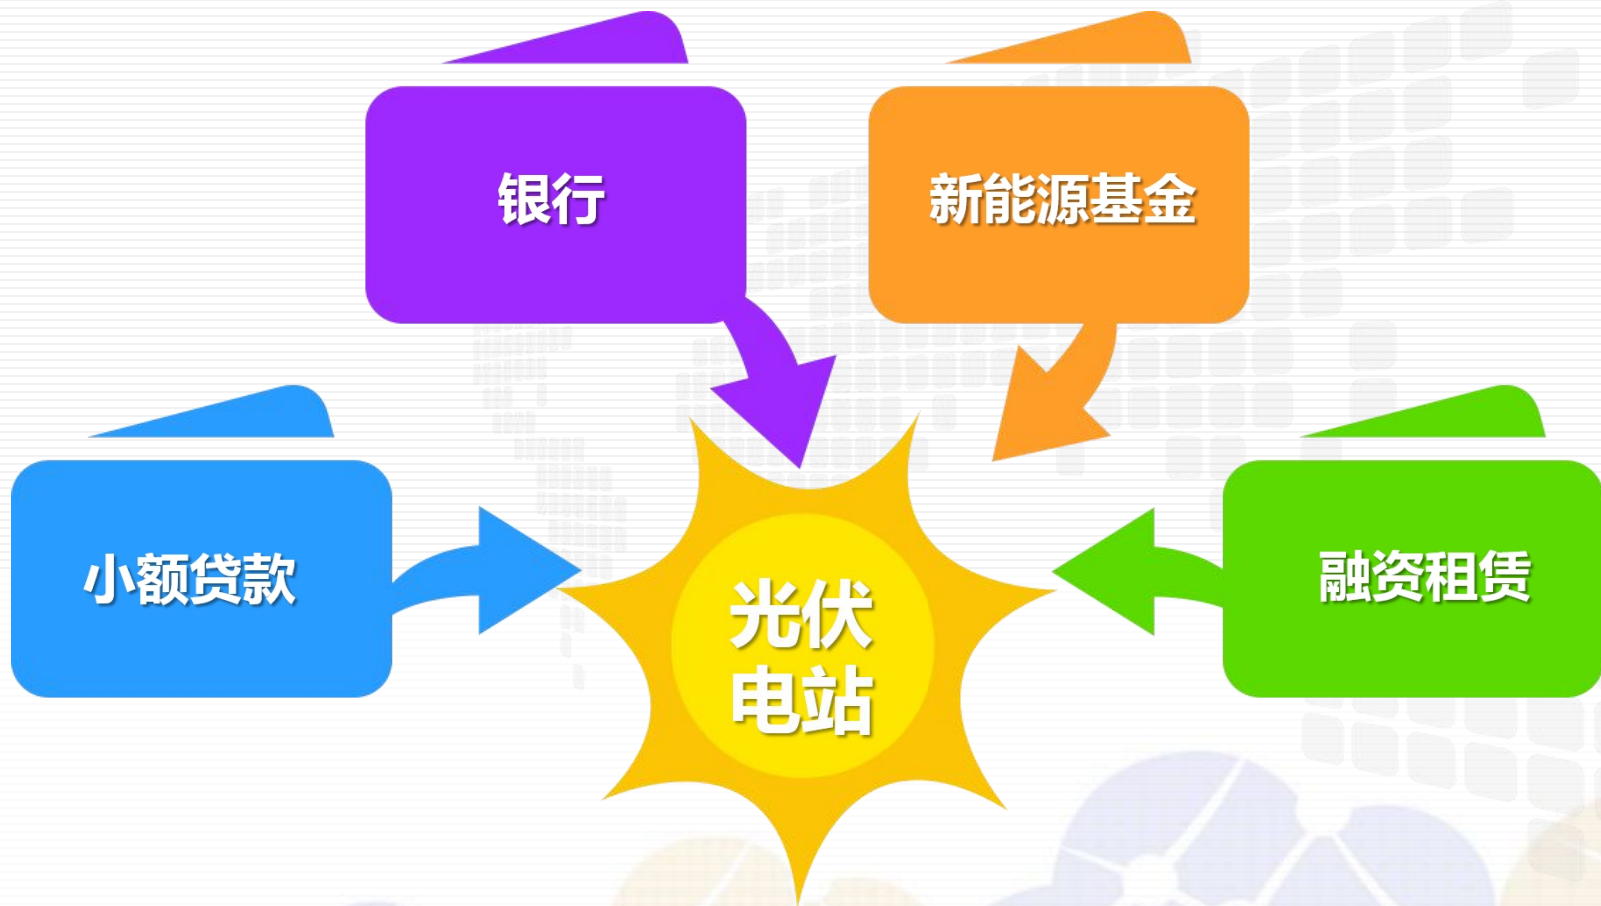 银行
新能源基金
小额贷款
融资租赁
光伏
电站